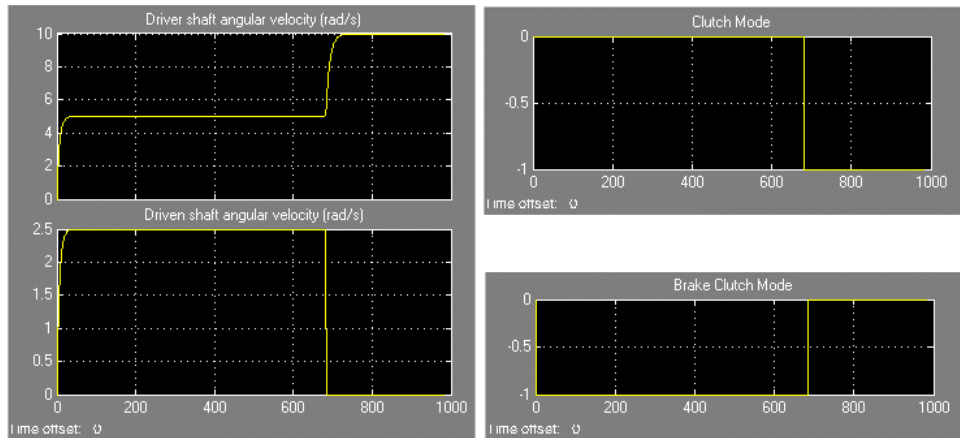 Driver shaft angular velocity (rad/s)
10
8
6
4
2
0
Driven shaft angular velocity (rad/s)
2.5
2
1.5
1
0.5
0
0 200 400 600 800 1000
Time offset: 0
Clutch Mode
0
-0.5
-1
0 200 400 600 800 1000
Time offset: 0
Brake Clutch Mode
0
-0.5
-1
0 200 400 600 800 1000
Time offset: 0